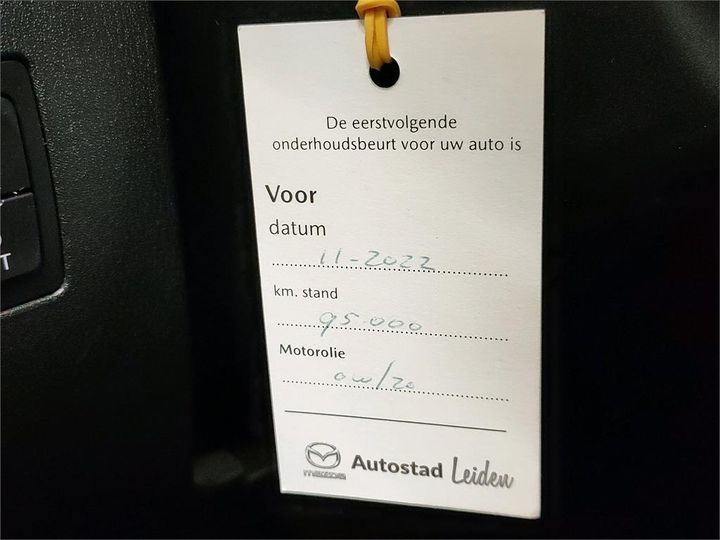 De eerstvolgende
onderhoudsbeurt voor uw auto is
Voor
datum
11-2022
km. stand
95.000
Motorolie
0w/20
mazda
Autostad Leiden
T